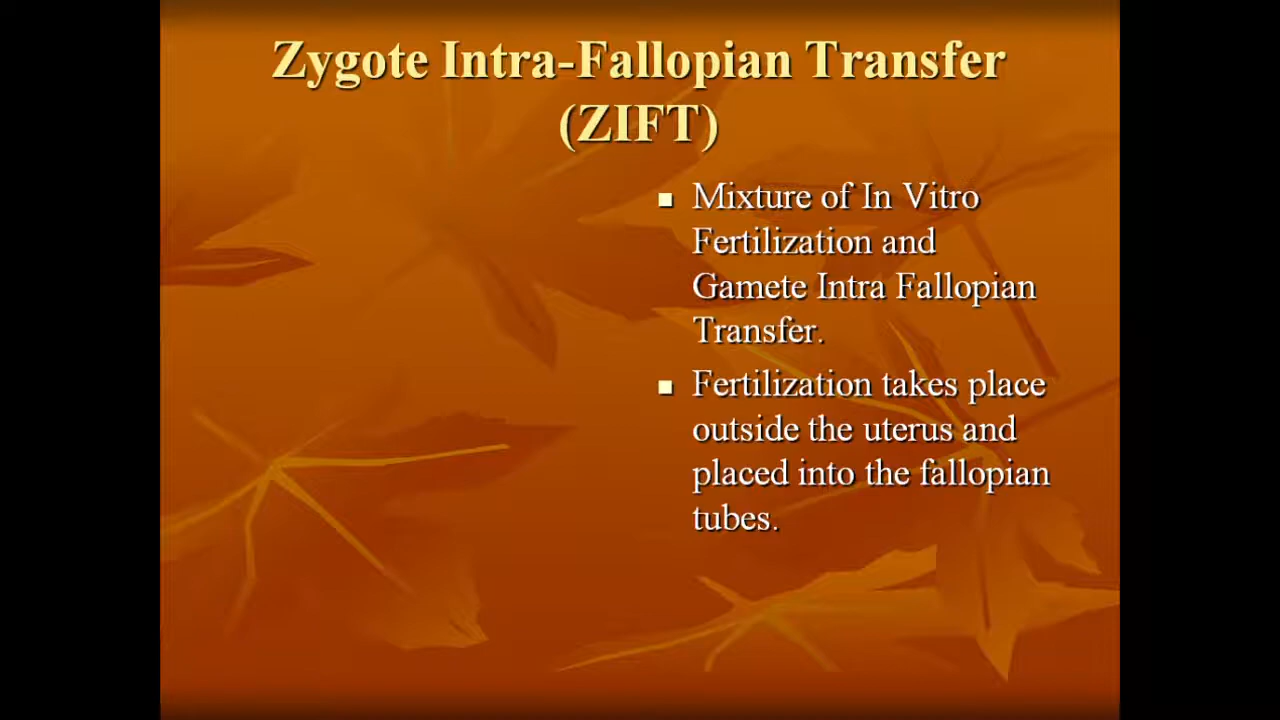 Zygote Intra-Fallopian Transfer
(ZIFT)
Mixture of In Vitro
Fertilization and
Gamete Intra Fallopian
Transfer.
Fertilization takes place
outside the uterus and
placed into the fallopian
tubes.